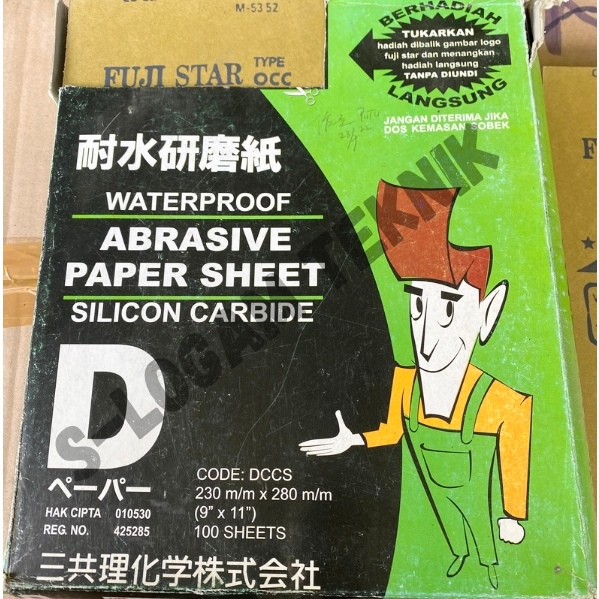 M-53 52
FUJI STAR
TYPE
OCC
BERHADIAH
TUKARKAN
hadiah dibalik gambar logo
fuji star dan menangkan
hadiah langsung
TANPA DIUNDI
LANGSUNG
JANGAN DITERIMA JIKA
DOS KEMASAN SOBEK
耐水研磨紙
WATERPROOF
ABRASIVE
PAPER SHEET
SILICON CARBIDE
D
ペーパー
HAK CIPTA 010530
REG. NO. 425285
CODE: DCCS
230 m/m x 280 m/m
(9" x 11")
100 SHEETS
三共理化学株式会社
S-LOGAM TEKNIK